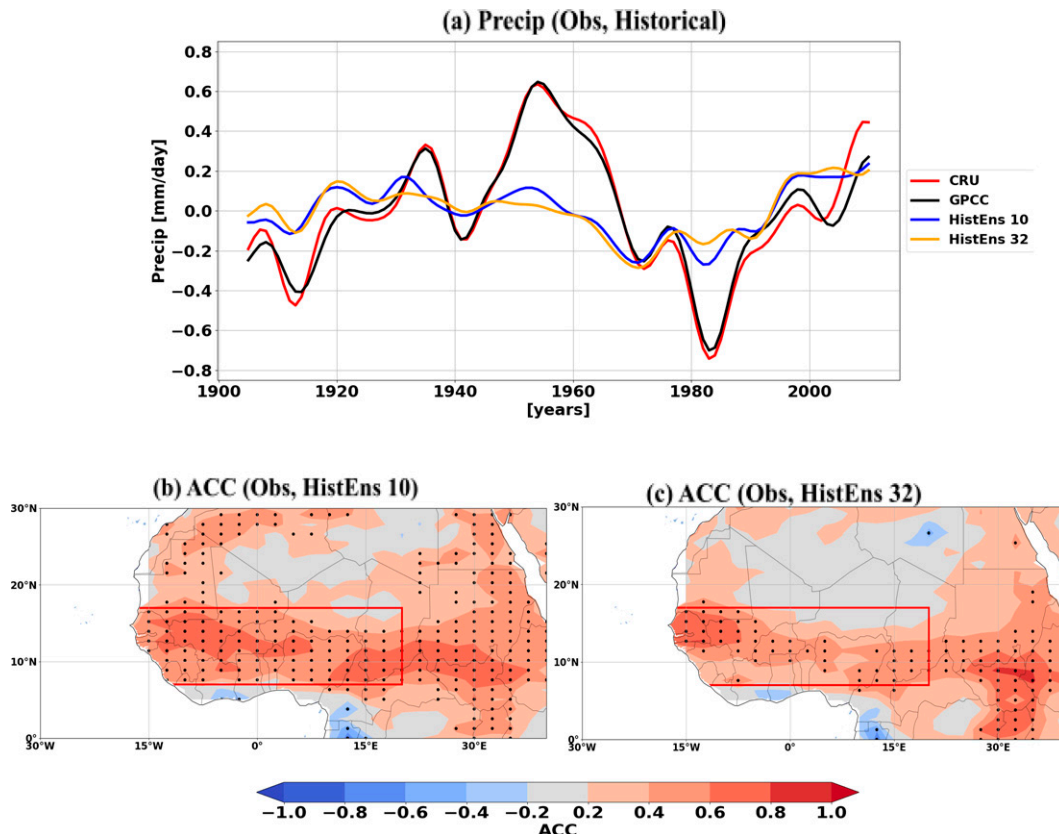 (a) Precip (Obs, Historical)
0.8
0.6
0.4
0.2
0.0
−0.2
−0.4
−0.6
−0.8
Precip [mm/day]
1900 1920 1940 1960 1980 2000
[years]
CRU
GPCC
HistEns 10
HistEns 32
(b) ACC (Obs, HistEns 10)
30°N
20°N
10°N
0°
30°W 15°W 0° 15°E 30°E
(c) ACC (Obs, HistEns 32)
30°N
20°N
10°N
0°
30°W 15°W 0° 15°E 30°E
−1.0 −0.8 −0.4 −0.2 0.2 0.4 0.6 0.8 1.0
ACC